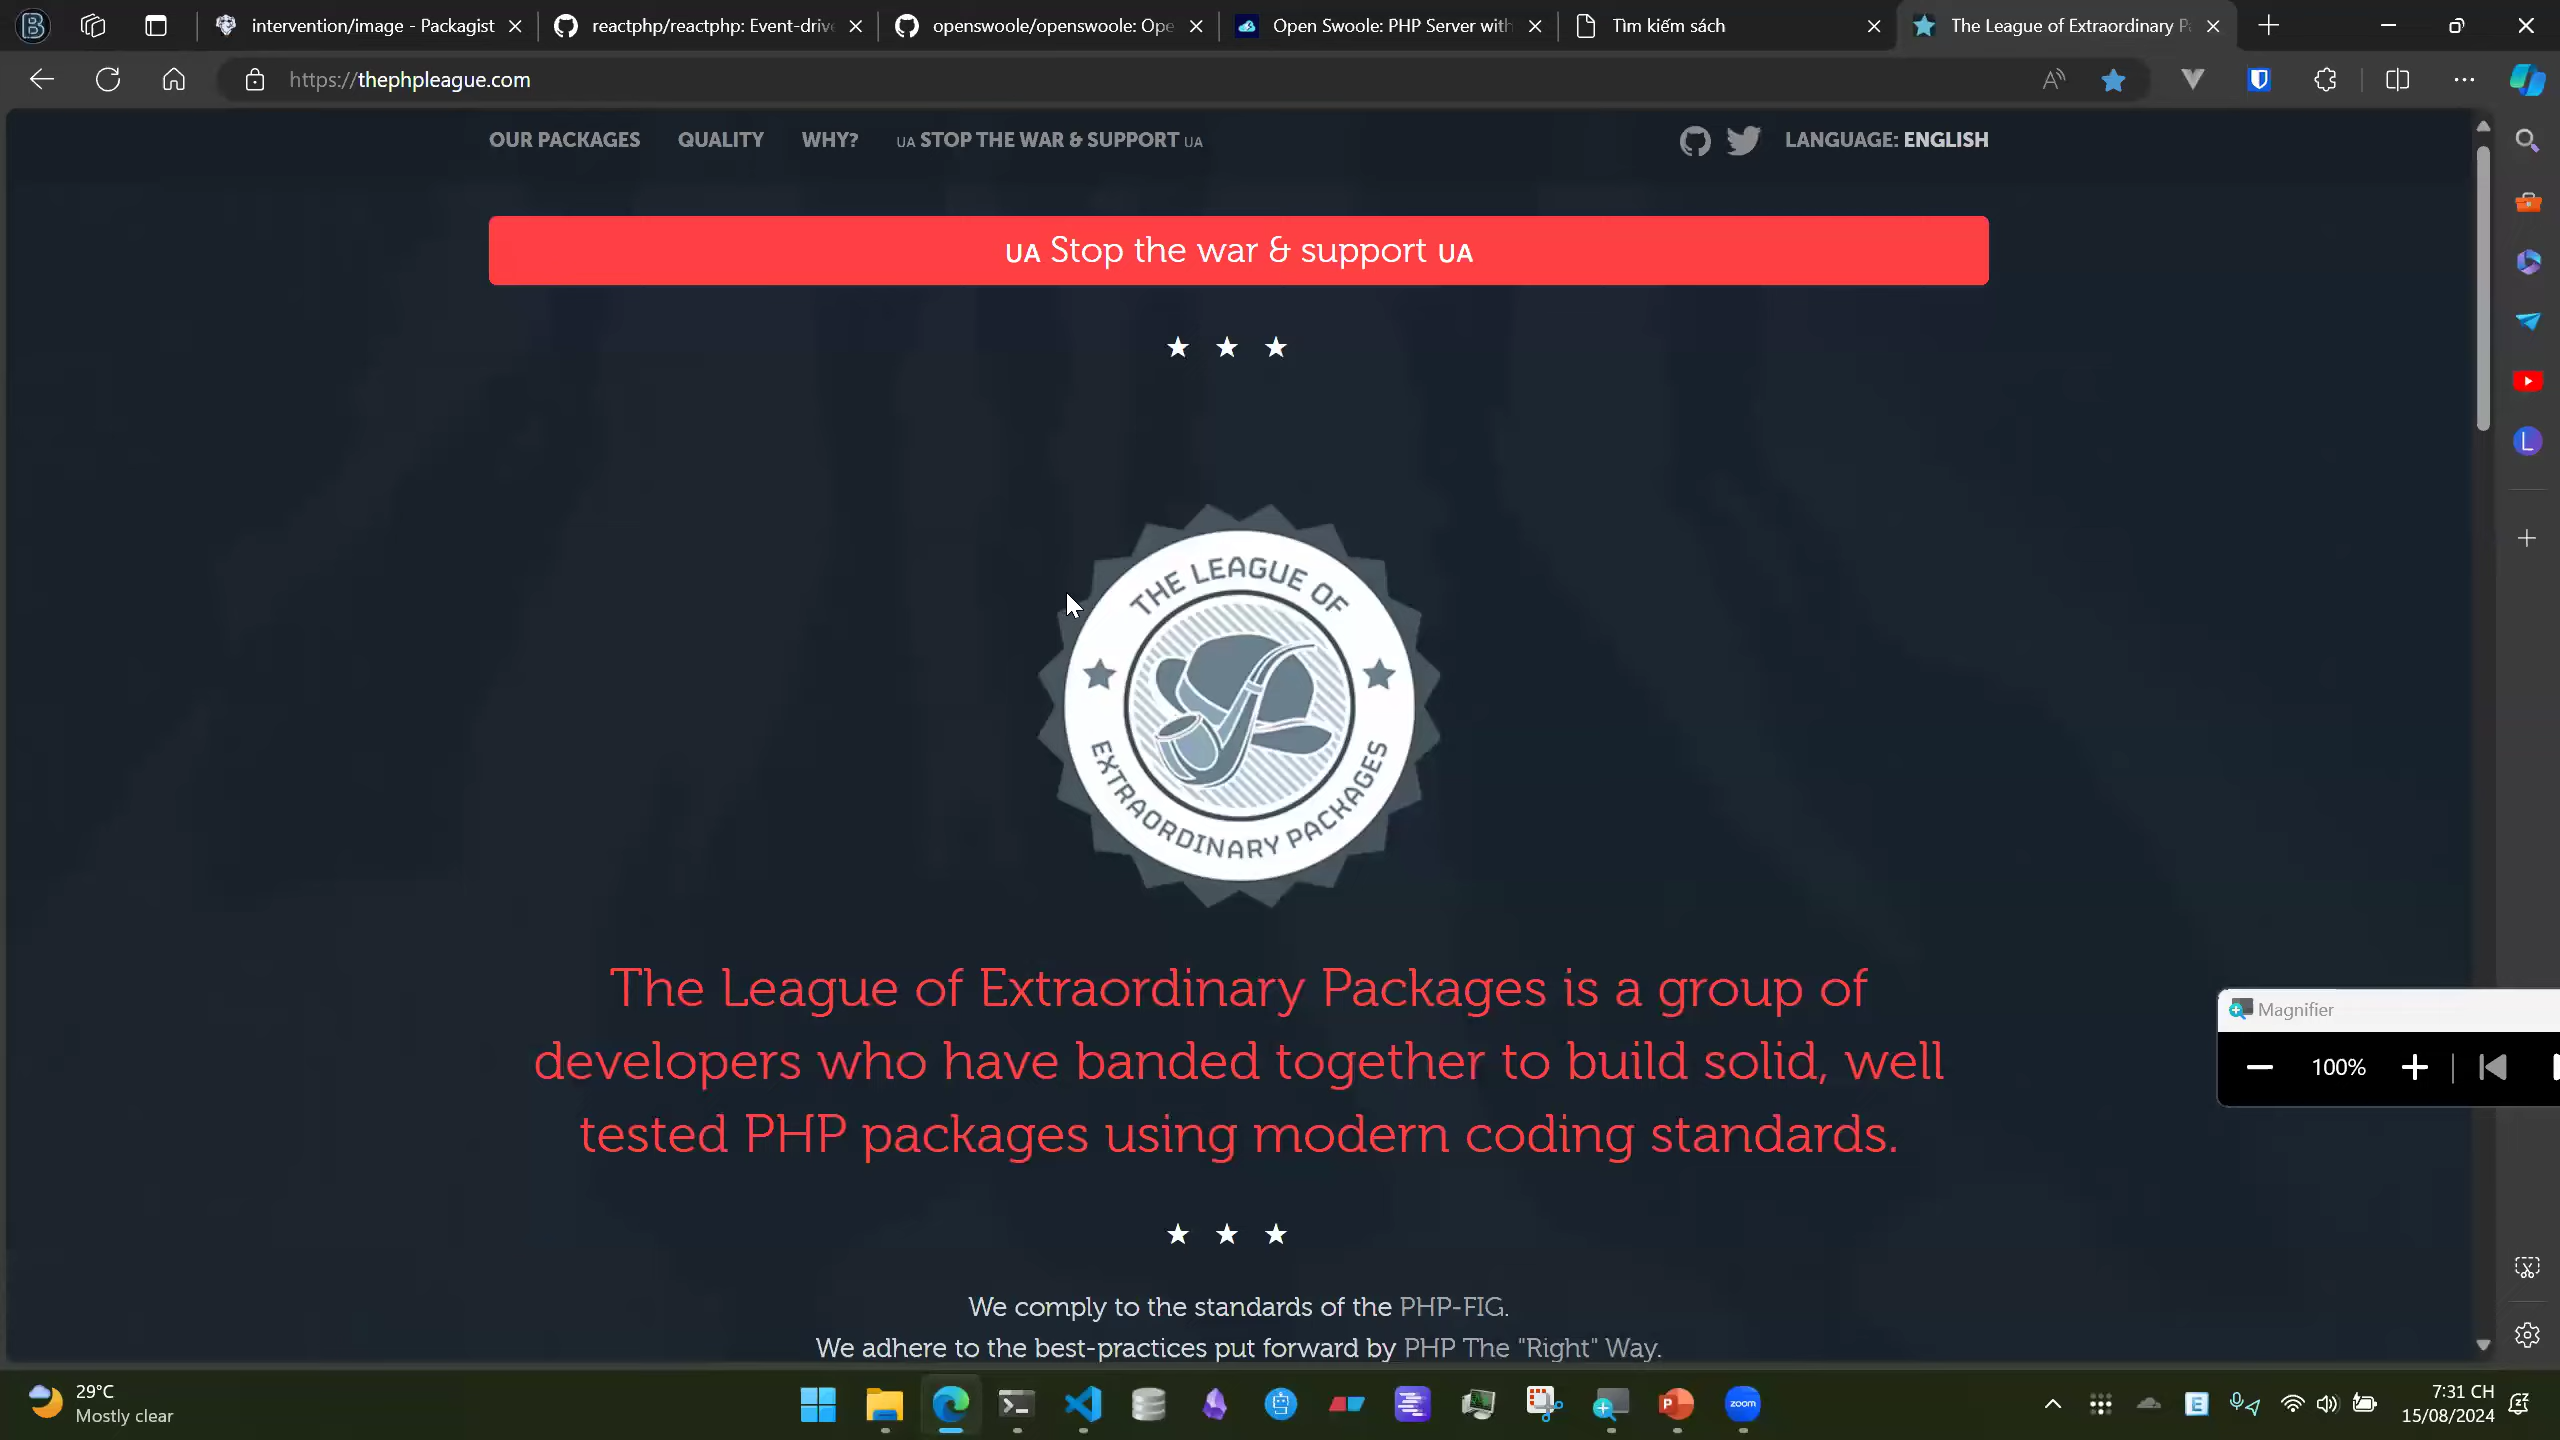 intervention/image - Packagist
reactphp/reactphp: Event-drive
openswoole/openswoole: Ope
Open Swoole: PHP Server with
Tìm kiếm sách
The League of Extraordinary P
https://thephpleague.com
OUR PACKAGES
QUALITY
WHY?
UA STOP THE WAR & SUPPORT UA
LANGUAGE: ENGLISH
UA Stop the war & support UA
THE LEAGUE OF
EXTRAORDINARY PACKAGES
The League of Extraordinary Packages is a group of
developers who have banded together to build solid, well
tested PHP packages using modern coding standards.
Magnifier
100%
We comply to the standards of the PHP-FIG.
We adhere to the best-practices put forward by PHP The "Right" Way.
29°C
Mostly clear
zoom
7:31 CH
15/08/2024